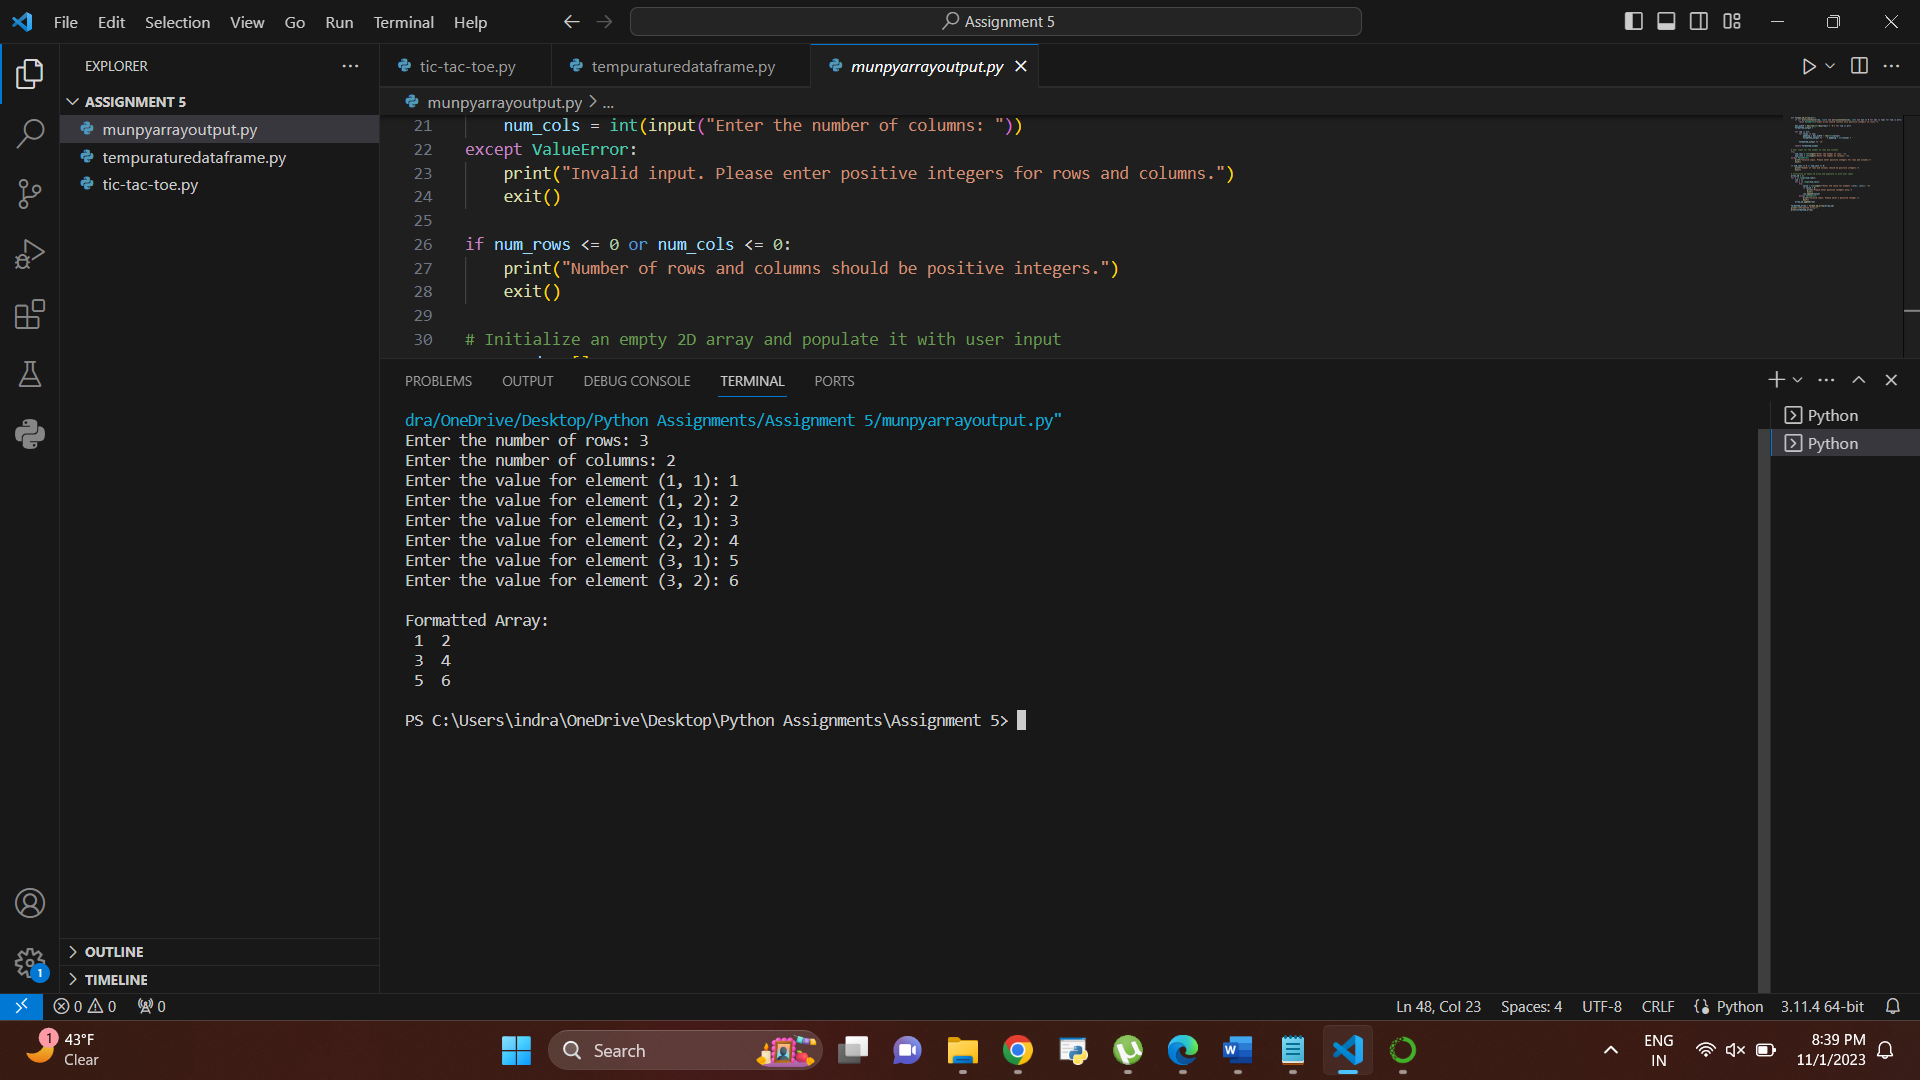 File Edit Selection View Go Run Terminal Help
Assignment 5
EXPLORER
ASSIGNMENT 5
munpyarrayoutput.py
tempuraturedataframe.py
tic-tac-toe.py
tic-tac-toe.py tempuraturedataframe.py munpyarrayoutput.py
munpyarrayoutput.py > ...
21 num_cols = int(input("Enter the number of columns: "))
22 except ValueError:
23 print("Invalid input. Please enter positive integers for rows and columns.")
24 exit()
25
26 if num_rows <= 0 or num_cols <= 0:
27 print("Number of rows and columns should be positive integers.")
28 exit()
29
30 # Initialize an empty 2D array and populate it with user input
PROBLEMS OUTPUT DEBUG CONSOLE TERMINAL PORTS
dra/OneDrive/Desktop/Python Assignments/Assignment 5/munpyarrayoutput.py"
Enter the number of rows: 3
Enter the number of columns: 2
Enter the value for element (1, 1): 1
Enter the value for element (1, 2): 2
Enter the value for element (2, 1): 3
Enter the value for element (2, 2): 4
Enter the value for element (3, 1): 5
Enter the value for element (3, 2): 6
Formatted Array:
1 2
3 4
5 6
PS C:\Users\indra\OneDrive\Desktop\Python Assignments\Assignment 5>
Python
Python
OUTLINE
TIMELINE
1
0 0 0
Ln 48, Col 23 Spaces: 4 UTF-8 CRLF Python 3.11.4 64-bit
1
43°F
Clear
Search
ENG
IN
8:39 PM
11/1/2023